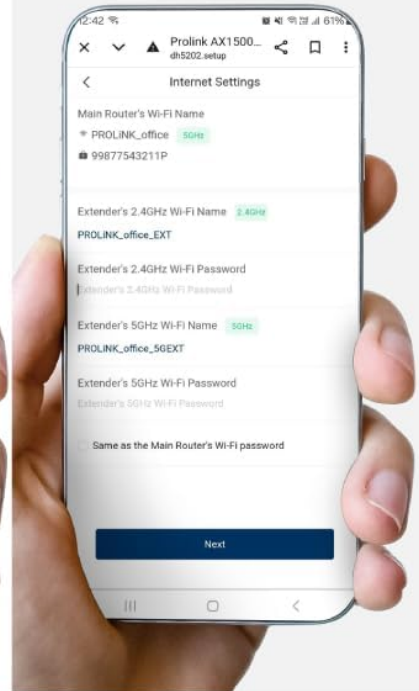 12:42
61%
Prolink AX1500...
dh5202.setup
Internet Settings
Main Router's Wi-Fi Name
PROLiNK_office 5GHz
99877543211P
Extender's 2.4GHz Wi-Fi Name 2.4GHz
PROLINK_office_EXT
Extender's 2.4GHz Wi-Fi Password
Extender's 2.4GHz Wi-Fi Password
Extender's 5GHz Wi-Fi Name 5GHz
PROLINK_office_5GEXT
Extender's 5GHz Wi-Fi Password
Extender's 5GHz Wi-Fi Password
Same as the Main Router's Wi-Fi password
Next